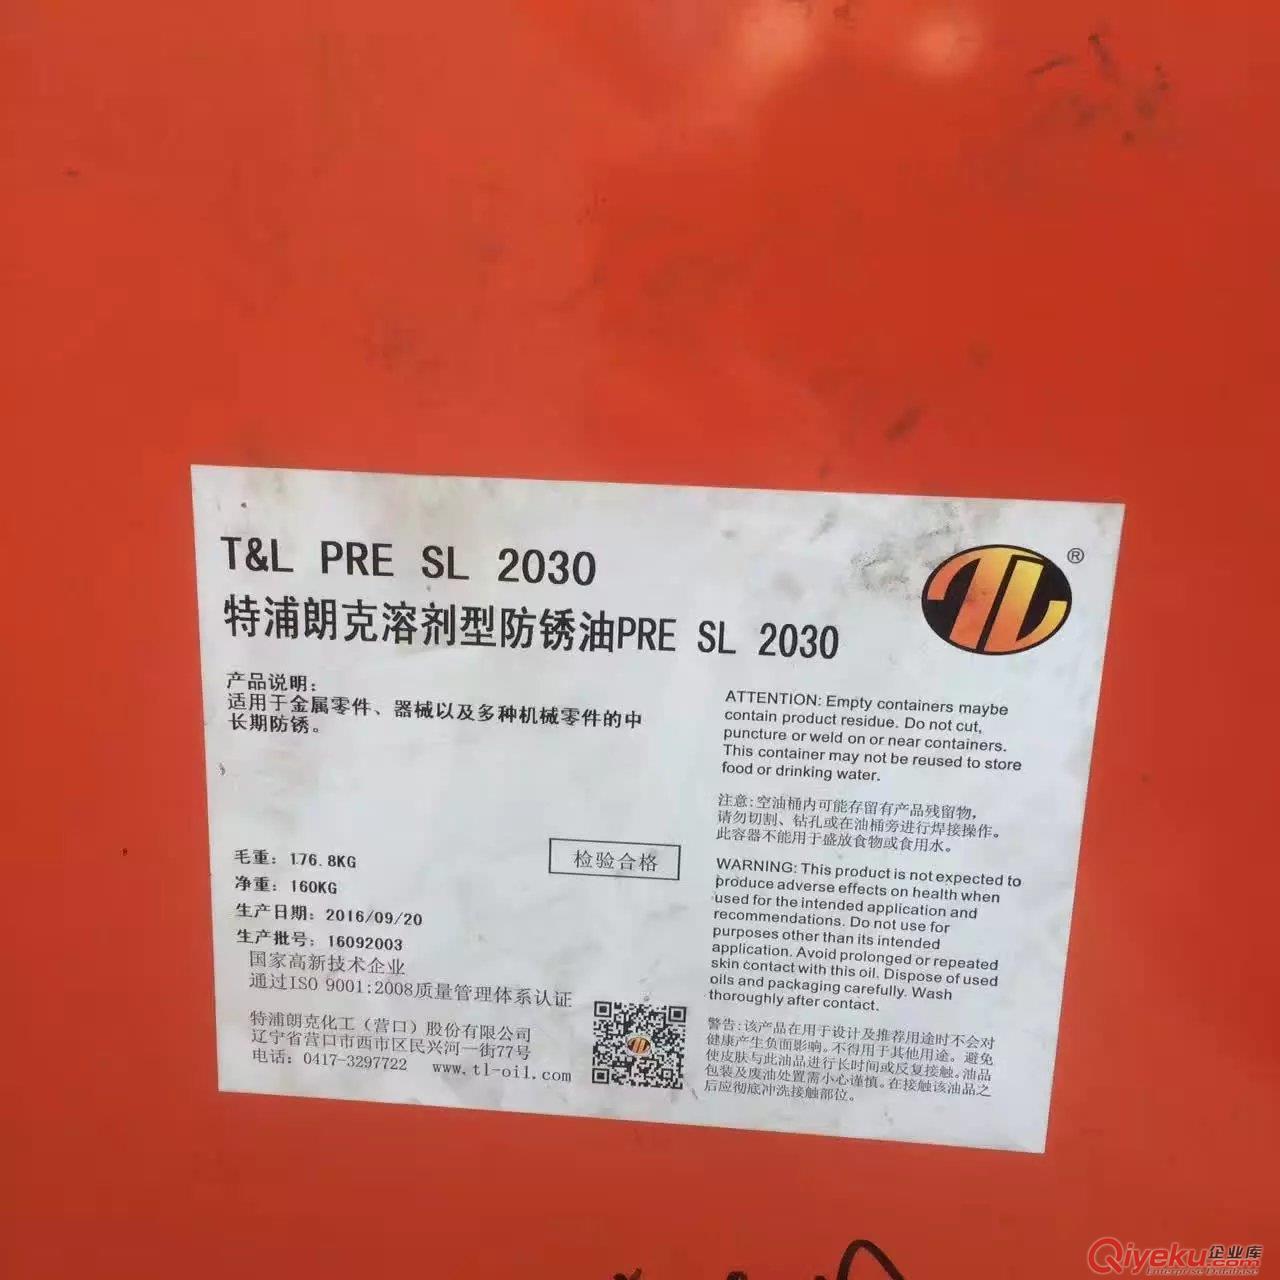 T&L PRE SL 2030
特浦朗克溶剂型防锈油PRE SL 2030
TL ®
产品说明:
适用于金属零件、器械以及多种机械零件的中
长期防锈。
毛重: 176.8KG
净重: 160KG
生产日期: 2016/09/20
生产批号: 16092003
检验合格
国家高新技术企业
通过ISO 9001:2008质量管理体系认证
特浦朗克化工（营口）股份有限公司
辽宁省营口市西市区民兴河一街77号
电话: 0417-3297722 www.tl-oil.com
ATTENTION: Empty containers maybe
contain product residue. Do not cut,
puncture or weld on or near containers.
This container may not be reused to store
food or drinking water.
注意:空油桶内可能存留有产品残留物,
请勿切割、钻孔或在油桶旁进行焊接操作。
此容器不能用于盛放食物或食用水。
WARNING: This product is not expected to
produce adverse effects on health when
used for the intended application and
recommendations. Do not use for
purposes other than its intended
application. Avoid prolonged or repeated
skin contact with this oil. Dispose of used
oils and packaging carefully. Wash
thoroughly after contact.
警告:该产品在用于设计及推荐用途时不会对
健康产生负面影响。不得用于其他用途。避免
使皮肤与此油品进行长时间或反复接触。油品
包装及废油处置需小心谨慎。在接触该油品之
后应彻底冲洗接触部位。
Qiyeku企业库.com
Enterprise Database